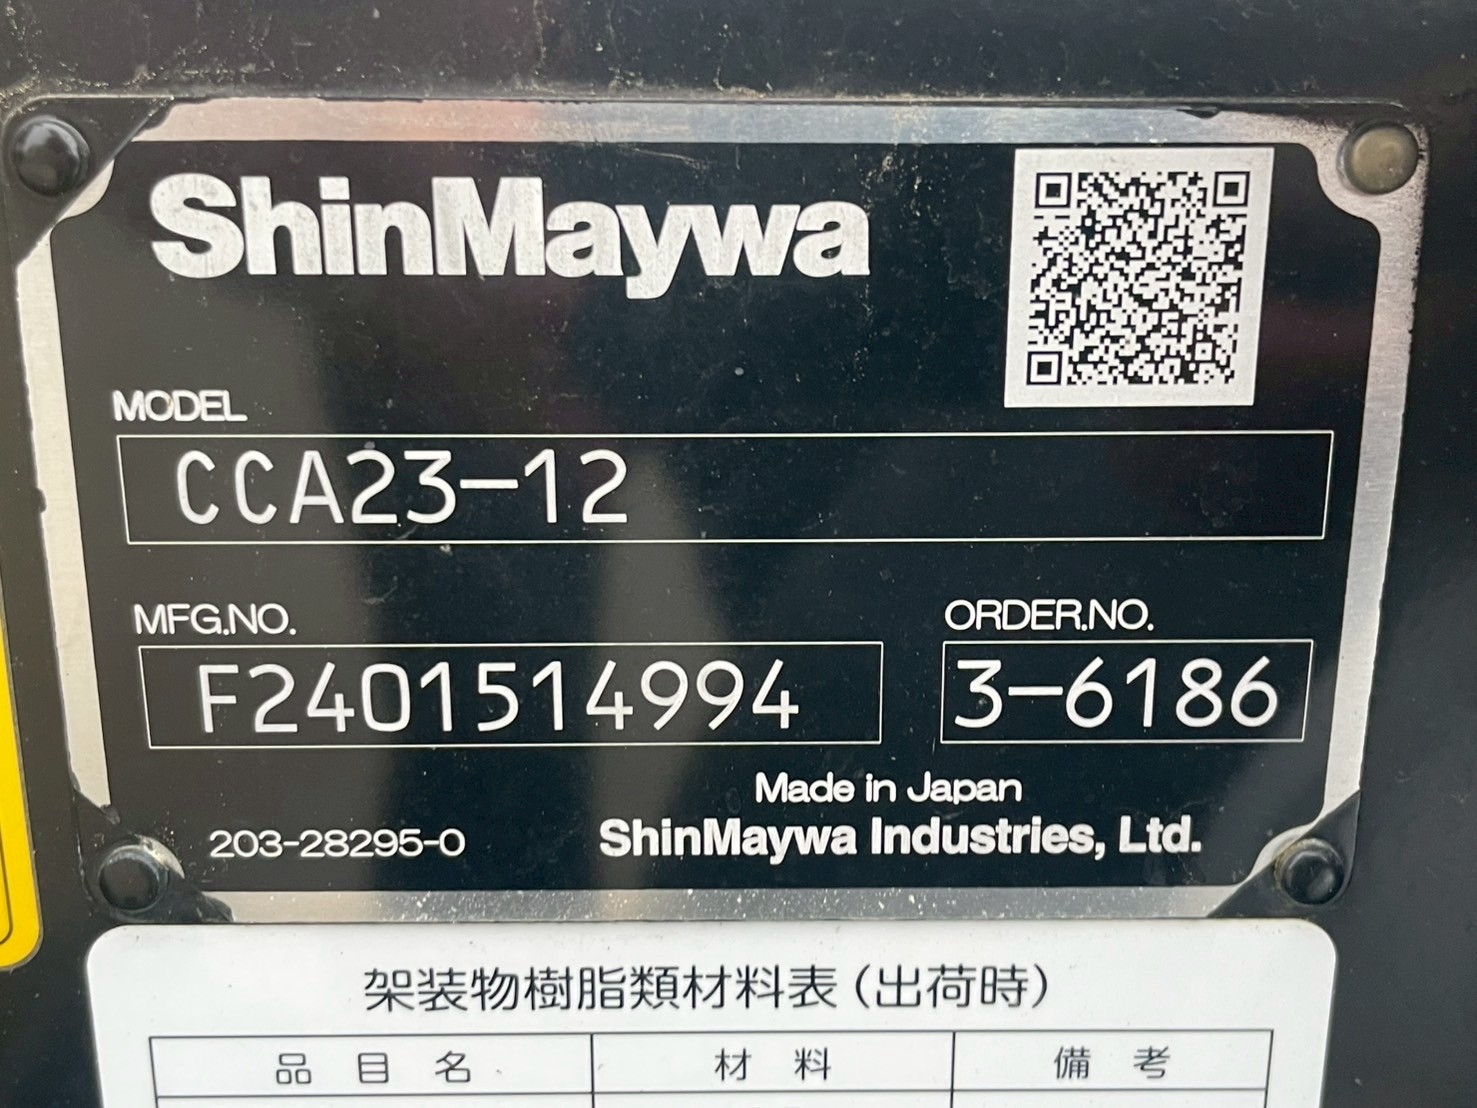 ShinMaywa
MODEL
CCA23-12
MFG.NO.
F2401514994
ORDER.NO.
3-6186
Made in Japan
203-28295-0
ShinMaywa Industries, Ltd.
架装物樹脂類材料表(出荷時)
品目名
材料
備考